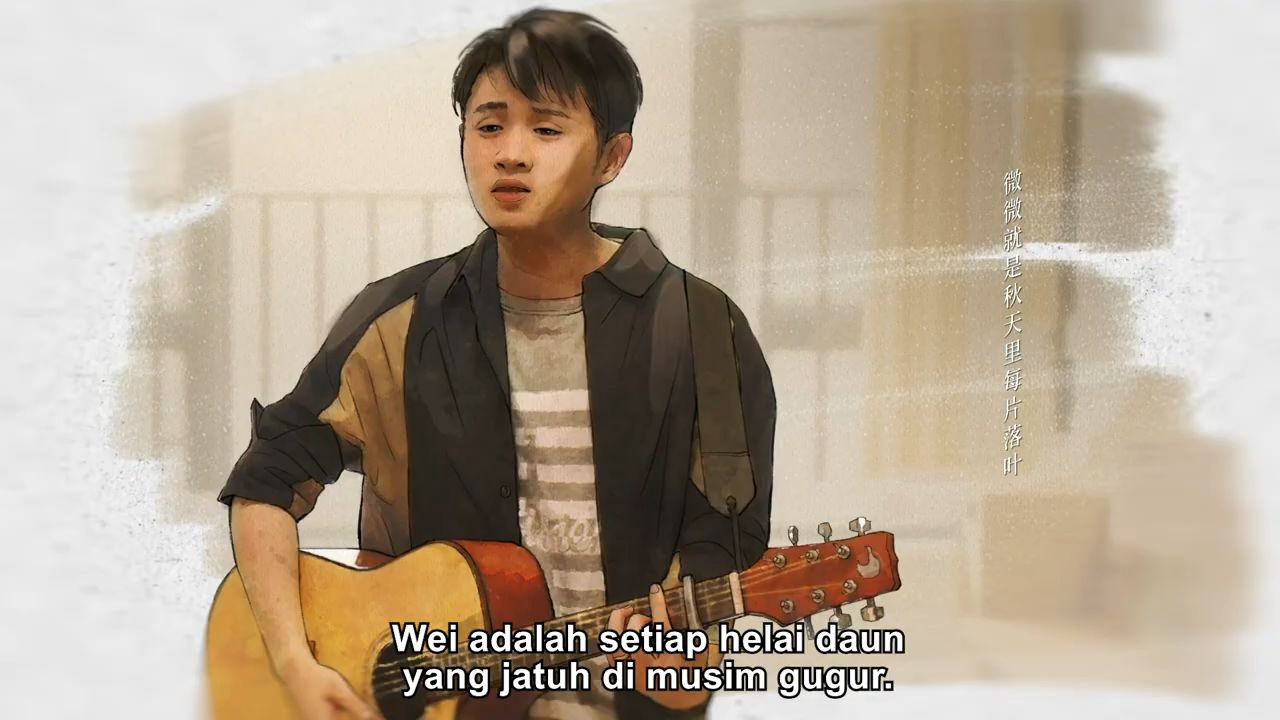 微微就是秋天里每片落叶
Wei adalah setiap helai daun
yang jatuh di musim gugur.